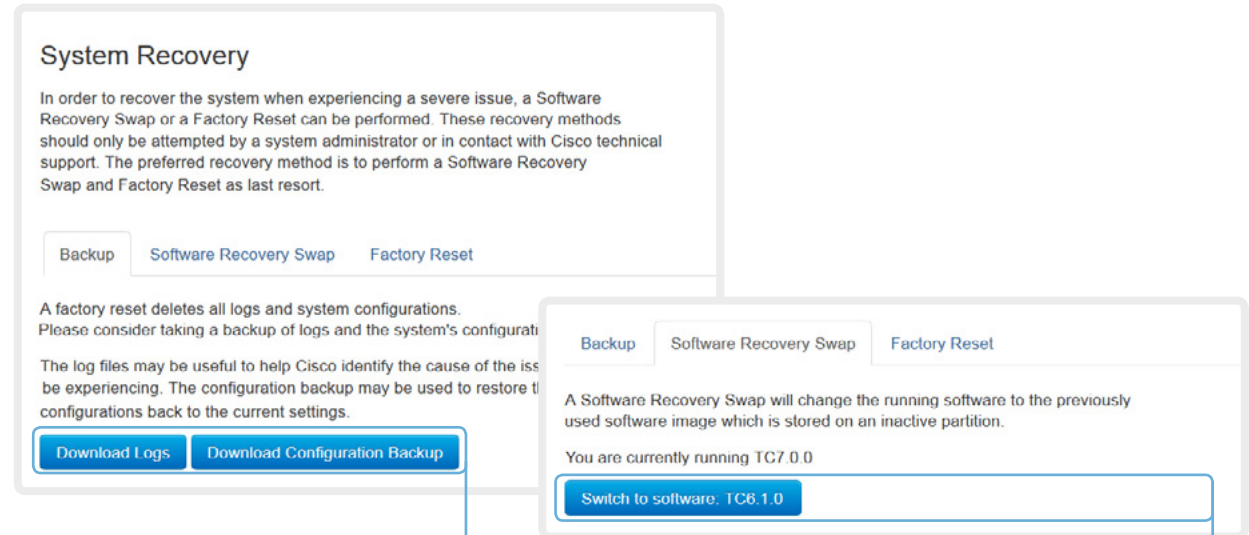 System Recovery
In order to recover the system when experiencing a severe issue, a Software
Recovery Swap or a Factory Reset can be performed. These recovery methods
should only be attempted by a system administrator or in contact with Cisco technical
support. The preferred recovery method is to perform a Software Recovery
Swap and Factory Reset as last resort.
Backup Software Recovery Swap Factory Reset
A factory reset deletes all logs and system configurations.
Please consider taking a backup of logs and the system's
The log files may be useful to help Cisco identify the cause of the
be experiencing. The configuration backup may be used to restore
configurations back to the current settings.
Download Logs Download Configuration Backup
Backup Software Recovery Swap Factory Reset
A Software Recovery Swap will change the running software to the previously
used software image which is stored on an inactive partition.
You are currently running TC7.0.0
Switch to software: TC6.1.0